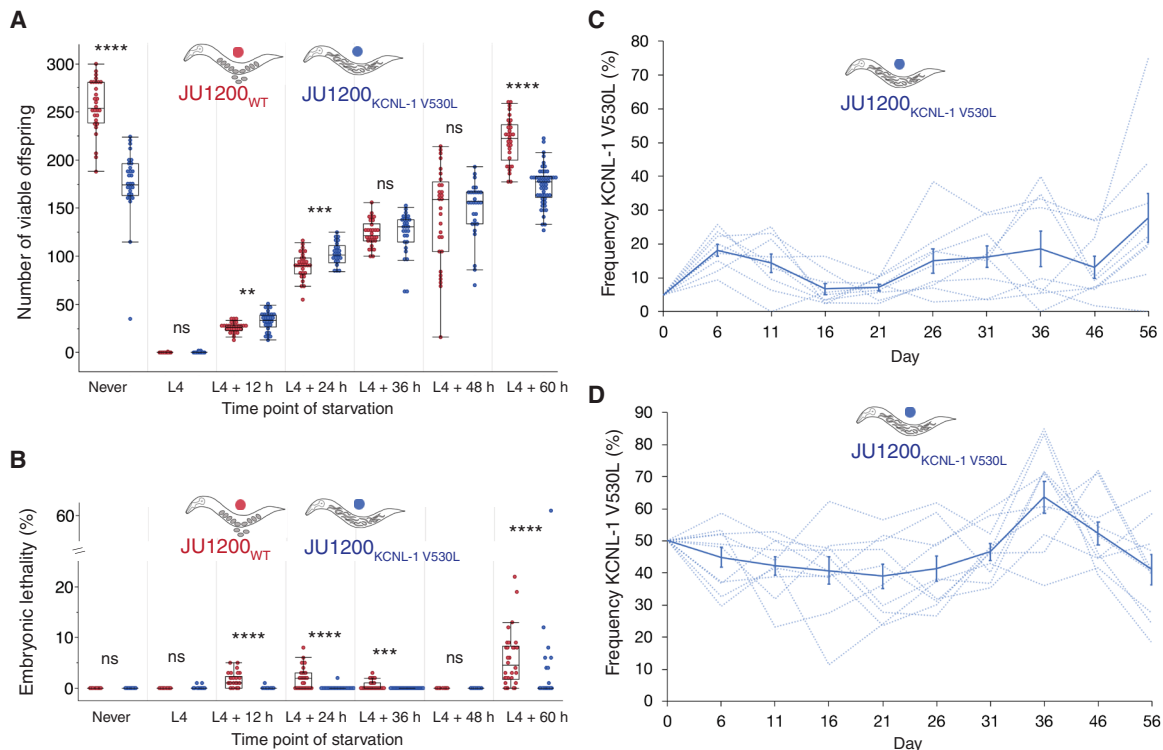 A
Number of viable offspring
300
250
200
150
100
50
0
****
ns
**
***
ns
ns
****
JU1200WT
JU1200KCNL-1 V530L
Never
L4
L4 + 12 h
L4 + 24 h
L4 + 36 h
L4 + 48 h
L4 + 60 h
Time point of starvation
B
Embryonic lethality (%)
60
20
10
0
ns
ns
****
****
***
ns
****
JU1200WT
JU1200KCNL-1 V530L
Never
L4
L4 + 12 h
L4 + 24 h
L4 + 36 h
L4 + 48 h
L4 + 60 h
Time point of starvation
C
Frequency KCNL-1 V530L (%)
80
70
60
50
40
30
20
10
0
JU1200KCNL-1 V530L
0
6
11
16
21
26
31
36
46
56
Day
D
Frequency KCNL-1 V530L (%)
90
80
70
60
50
40
30
20
10
0
JU1200KCNL-1 V530L
0
6
11
16
21
26
31
36
46
56
Day